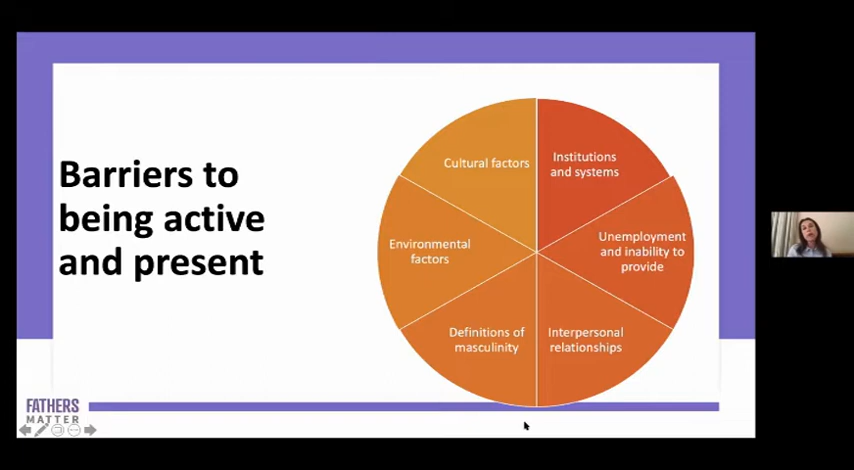 Barriers to
being active
and present
Cultural factors
Institutions
and systems
Environmental
factors
Unemployment
and inability to
provide
Definitions of
masculinity
Interpersonal
relationships
FATHERS
MATTER